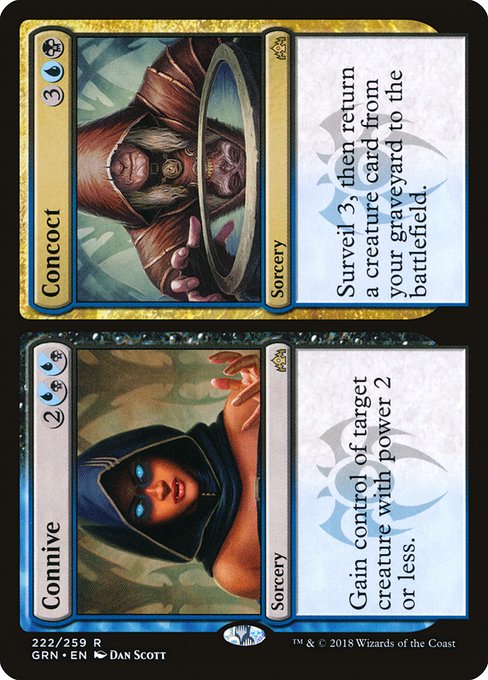 Connive 2
Sorcery
Gain control of target
creature with power 2
or less.
Concoct 3
Sorcery
Surveil 3, then return
a creature card from
your graveyard to the
battlefield.
222/259 R
GRN • EN Dan Scott
™ & © 2018 Wizards of the Coast